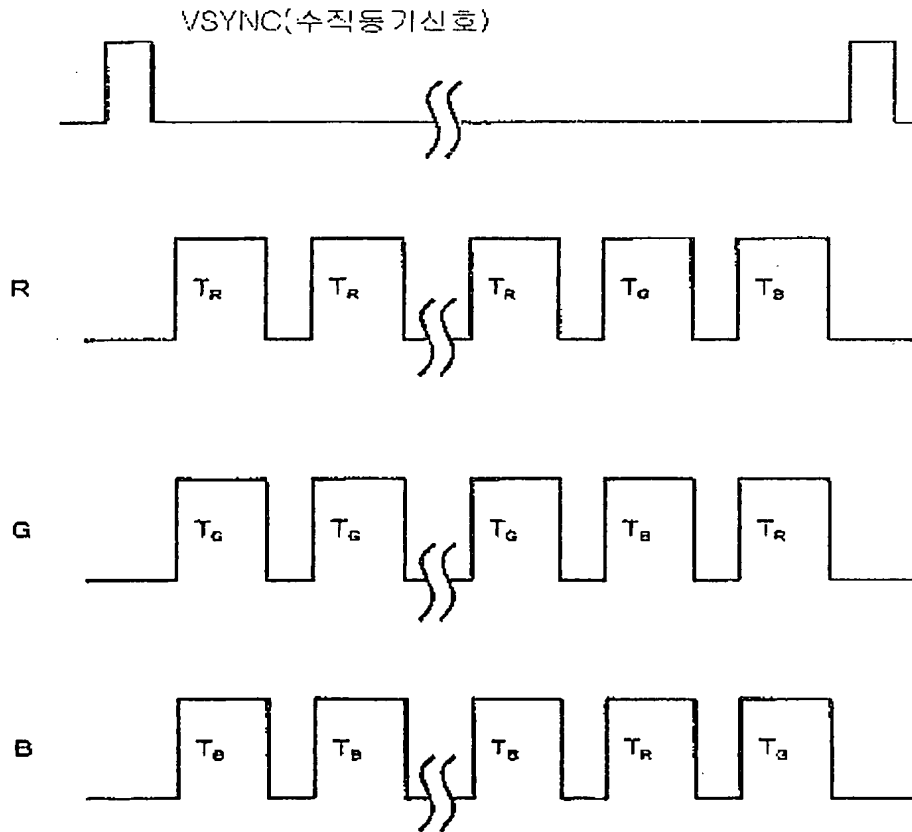 VSYNC(수직동기신호)
R T_R T_R T_R T_G T_B
G T_G T_G T_G T_B T_R
B T_B T_B T_B T_R T_G